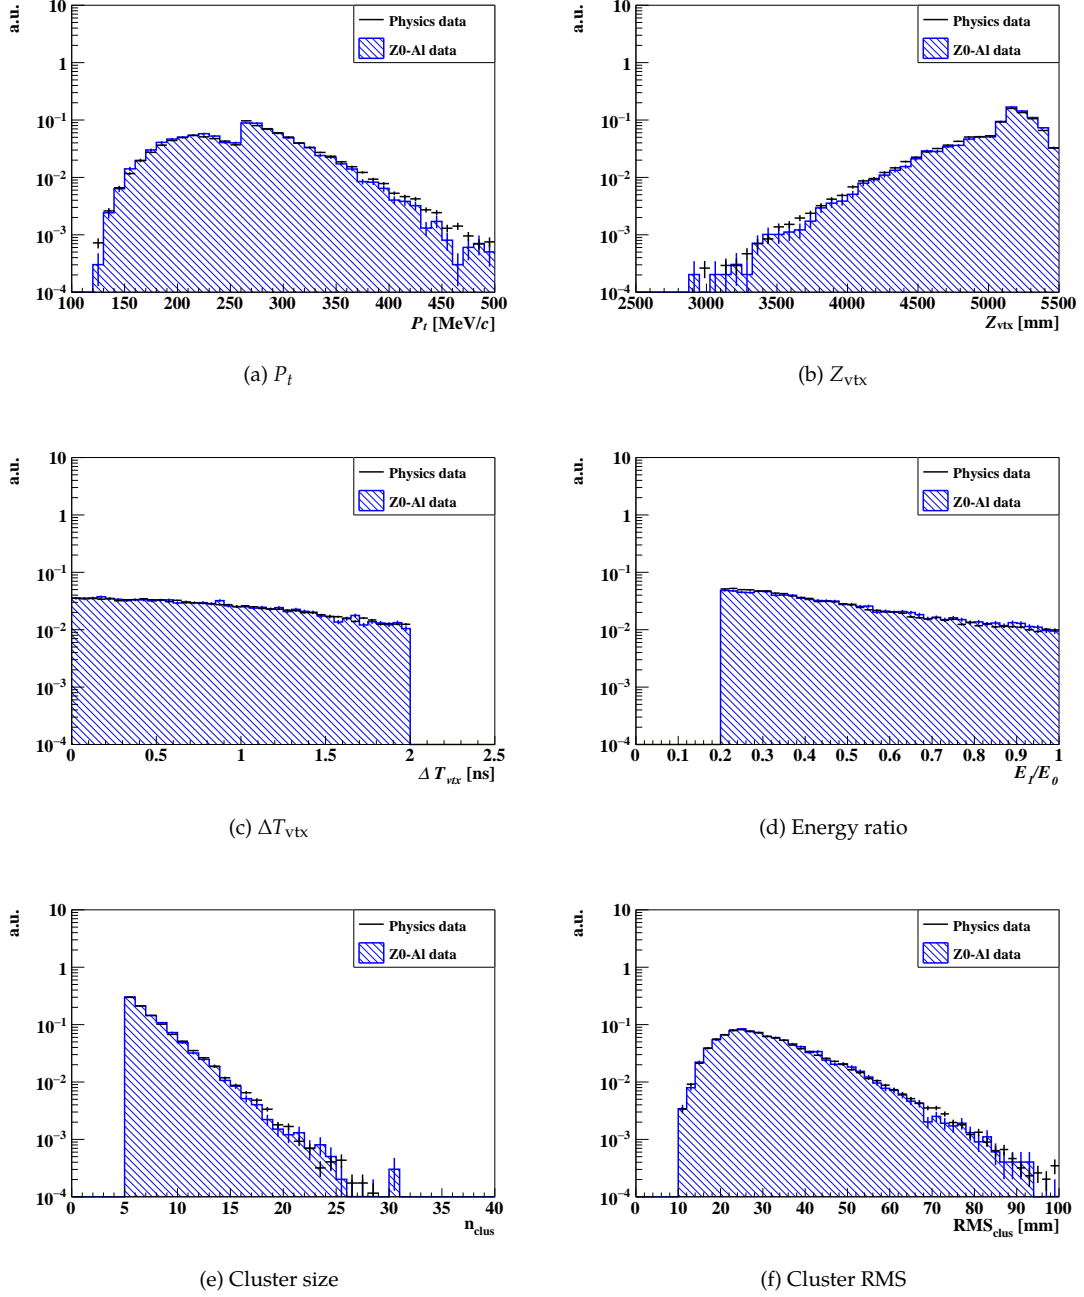 a.u.
10
1
10⁻¹
10⁻²
10⁻³
10⁻⁴
Physics data
Z0-Al data
100 150 200 250 300 350 400 450 500
P_t [MeV/c]
(a) P_t
a.u.
10
1
10⁻¹
10⁻²
10⁻³
10⁻⁴
Physics data
Z0-Al data
2500 3000 3500 4000 4500 5000 5500
Z_vtx [mm]
(b) Z_vtx
a.u.
10
1
10⁻¹
10⁻²
10⁻³
10⁻⁴
Physics data
Z0-Al data
0 0.5 1 1.5 2 2.5
Δ T_vtx [ns]
(c) ΔT_vtx
a.u.
10
1
10⁻¹
10⁻²
10⁻³
10⁻⁴
Physics data
Z0-Al data
0 0.1 0.2 0.3 0.4 0.5 0.6 0.7 0.8 0.9 1
E_1/E_0
(d) Energy ratio
a.u.
10
1
10⁻¹
10⁻²
10⁻³
10⁻⁴
Physics data
Z0-Al data
0 5 10 15 20 25 30 35 40
n_clus
(e) Cluster size
a.u.
10
1
10⁻¹
10⁻²
10⁻³
10⁻⁴
Physics data
Z0-Al data
0 10 20 30 40 50 60 70 80 90 100
RMS_clus [mm]
(f) Cluster RMS